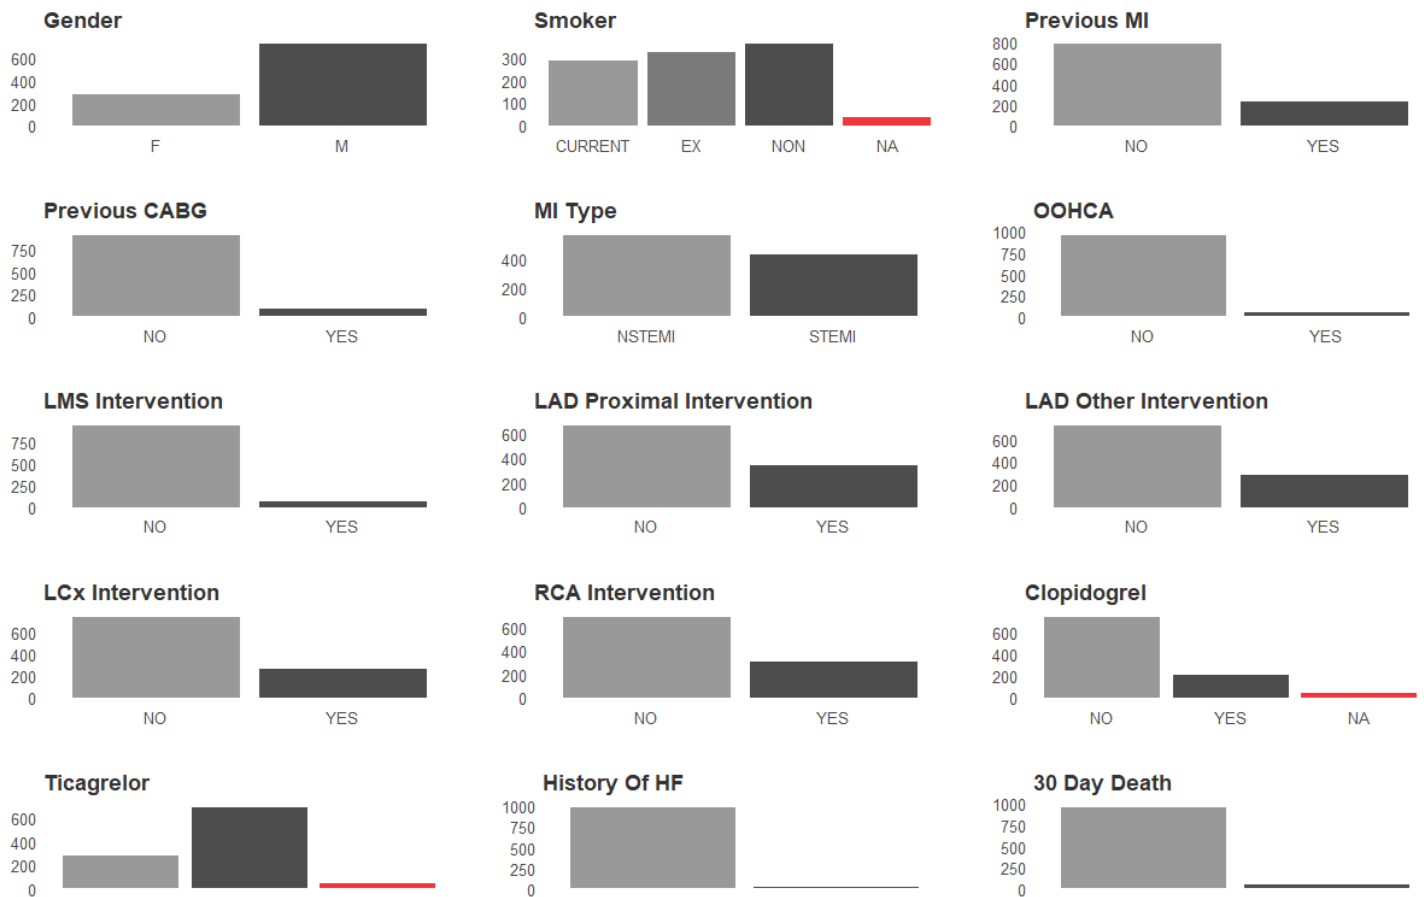 Gender
600
400
200
0
F M
Smoker
300
200
100
0
CURRENT EX NON NA
Previous MI
800
600
400
200
0
NO YES
Previous CABG
750
500
250
0
NO YES
MI Type
400
200
0
NSTEMI STEMI
OOHCA
1000
750
500
250
0
NO YES
LMS Intervention
750
500
250
0
NO YES
LAD Proximal Intervention
600
400
200
0
NO YES
LAD Other Intervention
600
400
200
0
NO YES
LCx Intervention
600
400
200
0
NO YES
RCA Intervention
600
400
200
0
NO YES
Clopidogrel
600
400
200
0
NO YES NA
Ticagrelor
600
400
200
0
History Of HF
1000
750
500
250
0
30 Day Death
1000
750
500
250
0